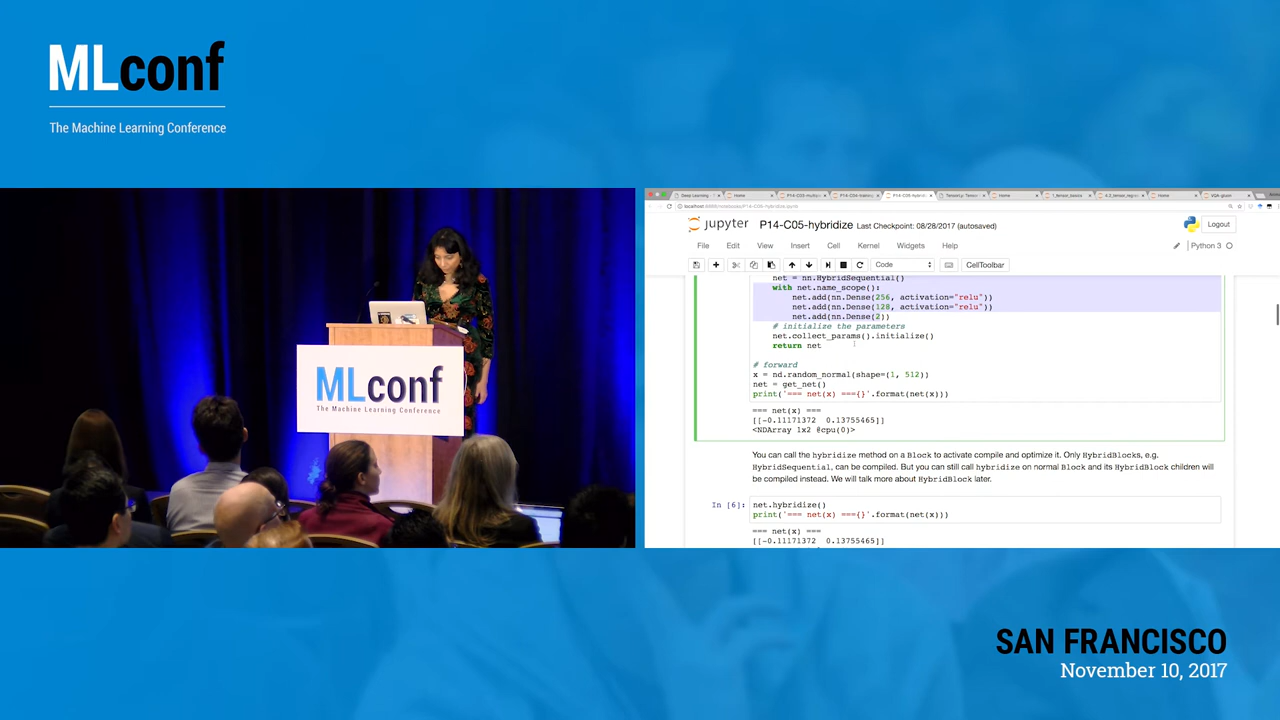 MLconf
The Machine Learning Conference
MLconf
The Machine Learning Conference
jupyter P14-C05-hybridize Last Checkpoint: 08/28/2017 (autosaved)
Logout
File Edit View Insert Cell Kernel Widgets Help
Python 3
Code
CellToolbar
net = nn.HybridSequential()
with net.name_scope():
net.add(nn.Dense(256, activation="relu"))
net.add(nn.Dense(128, activation="relu"))
net.add(nn.Dense(2))
# initialize the parameters
net.collect_params().initialize()
return net
# forward
x = nd.random_normal(shape=(1, 512))
net = get_net()
print('=== net(x) ==={}'.format(net(x)))
=== net(x) ===
[[-0.11171372 0.13755465]]
<NDArray 1x2 @cpu(0)>
You can call the hybridize method on a Block to activate compile and optimize it. Only HybridBlocks, e.g.
HybridSequential, can be compiled. But you can still call hybridize on normal Block and its HybridBlock children will
be compiled instead. We will talk more about HybridBlock later.
In [6]: net.hybridize()
print('=== net(x) ==={}'.format(net(x)))
=== net(x) ===
[[-0.11171372 0.13755465]]
SAN FRANCISCO
November 10, 2017